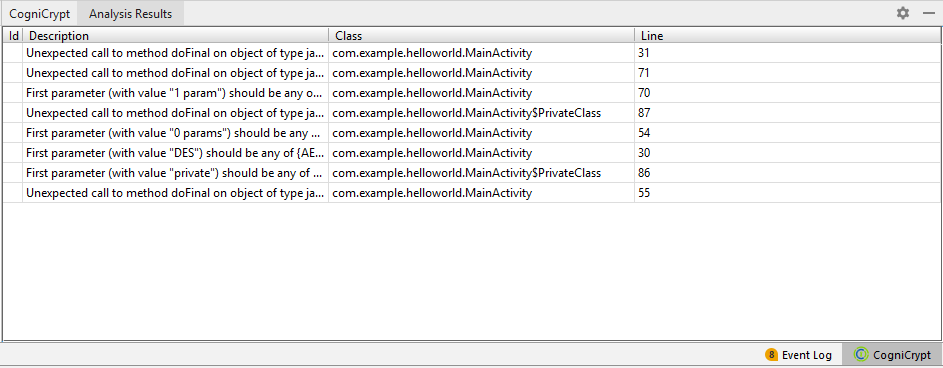 CogniCrypt Analysis Results
Id Description Class Line
Unexpected call to method doFinal on object of type ja... com.example.helloworld.MainActivity 31
Unexpected call to method doFinal on object of type ja... com.example.helloworld.MainActivity 71
First parameter (with value "1 param") should be any o... com.example.helloworld.MainActivity 70
Unexpected call to method doFinal on object of type ja... com.example.helloworld.MainActivity$PrivateClass 87
First parameter (with value "0 params") should be any ... com.example.helloworld.MainActivity 54
First parameter (with value "DES") should be any of {AE... com.example.helloworld.MainActivity 30
First parameter (with value "private") should be any of ... com.example.helloworld.MainActivity$PrivateClass 86
Unexpected call to method doFinal on object of type ja... com.example.helloworld.MainActivity 55
8 Event Log C CogniCrypt